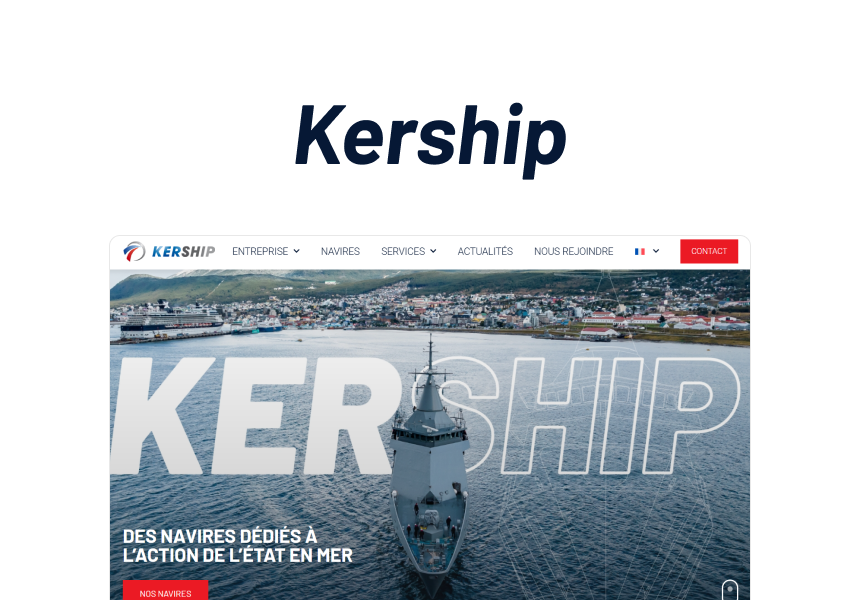 Kership
KERSHIP
ENTREPRISE
NAVIRES
SERVICES
ACTUALITÉS
NOUS REJOINDRE
CONTACT
KERSHIP
DES NAVIRES DÉDIÉS À
L'ACTION DE L'ÉTAT EN MER
NOS NAVIRES